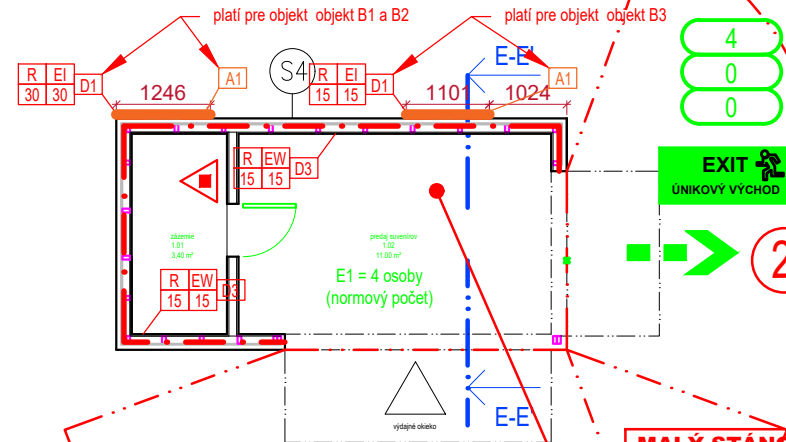 platí pre objekt  objekt B1 a B2
platí pre objekt  objekt B3
4
0
0
E-E'
S4
R EI
30 30
D1
A1
1246
R EI
15 15
D1
1101
1024
A1
R EW
15 15
D3
EXIT
ÚNIKOVÝ VÝCHOD
zázemie
1.01
3,40 m²
predaj suvenírov
1.02
11.00 m²
E1 = 4 osoby
(normový počet)
2
R EW
15 15
D3
výdajné okieko
E-E'
MALÝ